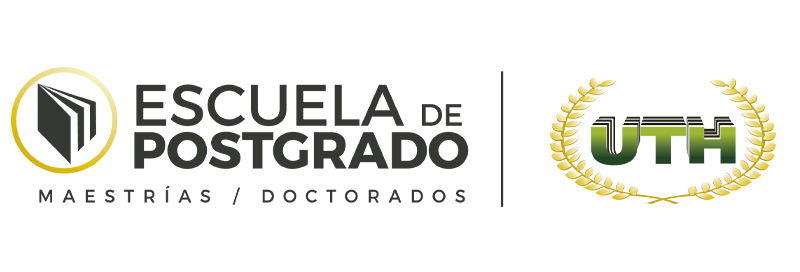 ESCUELA DE
POSTGRADO
MAESTRÍAS / DOCTORADOS
UTH